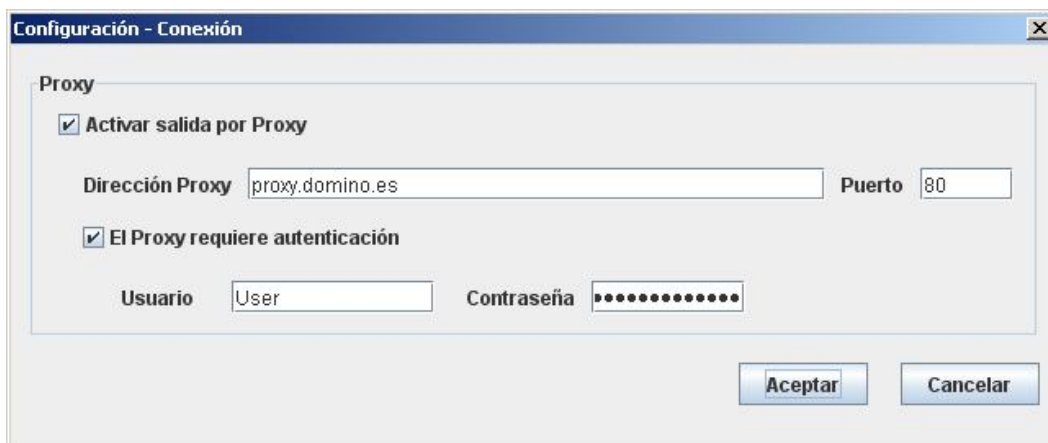 Configuración - Conexión
Proxy
Activar salida por Proxy
Dirección Proxy proxy.domino.es Puerto 80
El Proxy requiere autenticación
Usuario User Contraseña •••••••••••••
Aceptar Cancelar